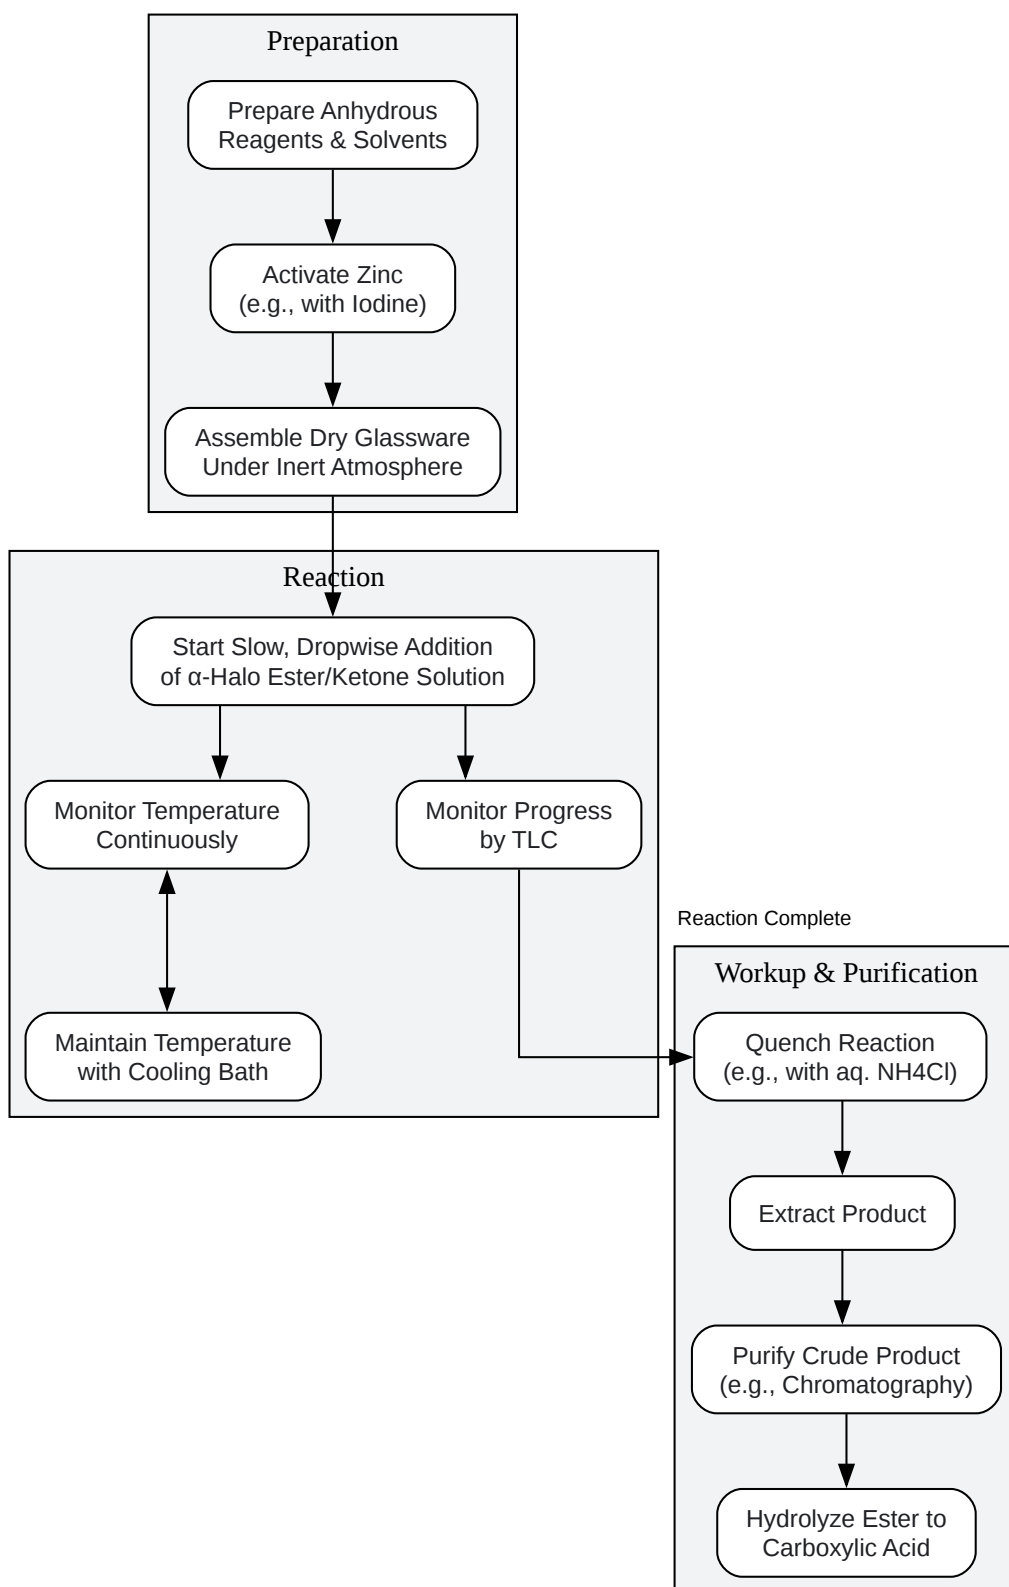 Preparation
Prepare Anhydrous
Reagents & Solvents
Activate Zinc
(e.g., with Iodine)
Assemble Dry Glassware
Under Inert Atmosphere
Reaction
Start Slow, Dropwise Addition
of α-Halo Ester/Ketone Solution
Monitor Temperature
Continuously
Monitor Progress
by TLC
Maintain Temperature
with Cooling Bath
Reaction Complete
Workup & Purification
Quench Reaction
(e.g., with aq. NH4Cl)
Extract Product
Purify Crude Product
(e.g., Chromatography)
Hydrolyze Ester to
Carboxylic Acid